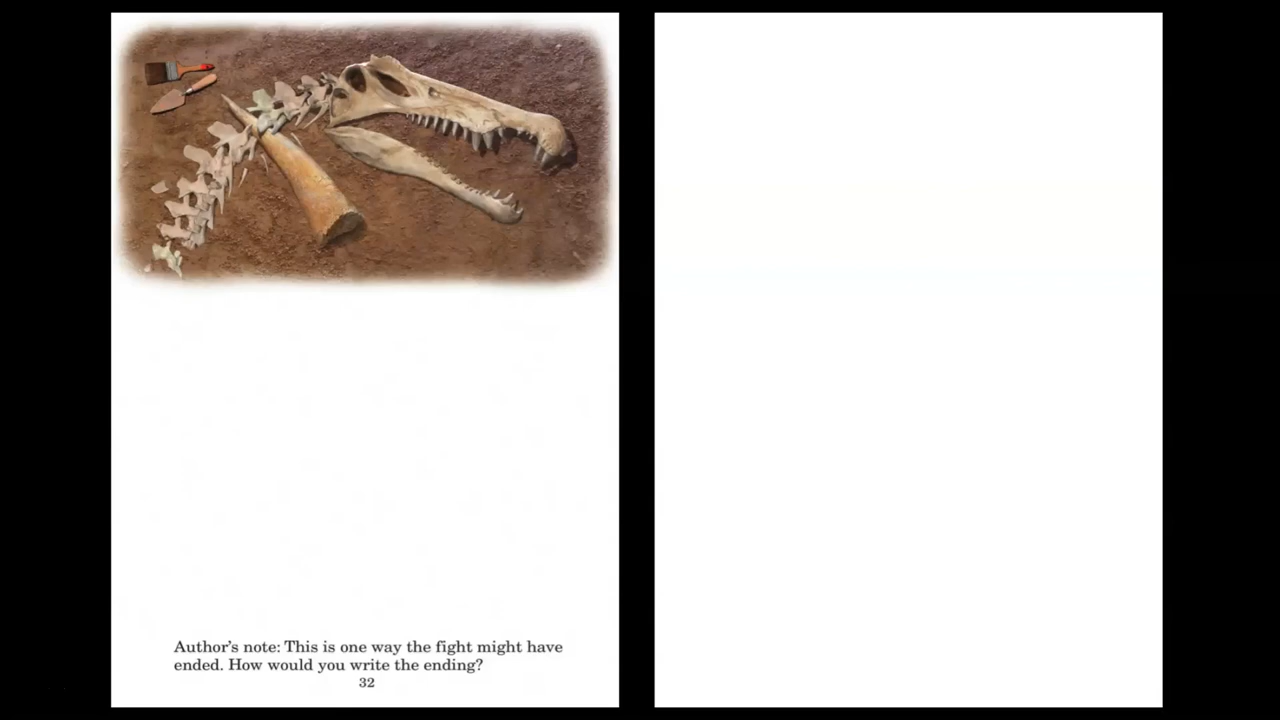 Author's note: This is one way the fight might have
ended. How would you write the ending?
32